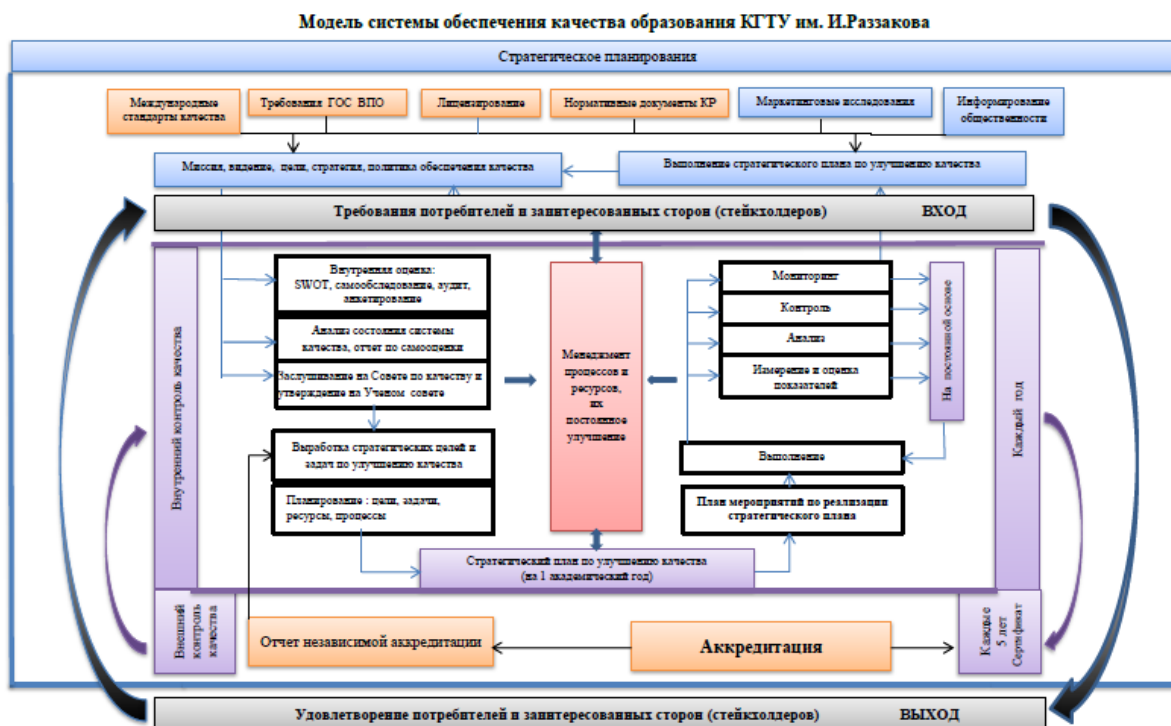 Модель системы обеспечения качества образования КГТУ им. И.Раззакова
Стратегическое планирования
Международные
стандарты качества
Требования ГОС ВПО
Лицензирование
Нормативные документы КР
Маркетинговые исследования
Информирование
общественности
Миссия, видение, цели, стратегия, политика обеспечения качества
Выполнение стратегического плана по улучшению качества
Требования потребителей и заинтересованных сторон (стейкхолдеров) ВХОД
Внутренний контроль качества
Внутренняя оценка:
SWOT, самообследование, аудит,
анкетирование
Анализ состояния системы
качества, отчет по самооценки
Заслушивание на Совете по качеству и
утверждение на Ученом совете
Выработка стратегических целей и
задач по улучшению качества
Планирование : цели, задачи,
ресурсы, процессы
Менеджмент
процессов и
ресурсов,
их
постоянное
улучшение
Мониторинг
Контроль
Анализ
Измерение и оценка
показателей
На постоянной основе
Выполнение
План мероприятий по реализации
стратегического плана
Каждый год
Стратегический план по улучшению качества
(на 1 академический год)
Внешний
контроль
качества
Отчет независимой аккредитации
Аккредитация
Каждые
5 лет
Сертификат
Удовлетворение потребителей и заинтересованных сторон (стейкхолдеров) ВЫХОД